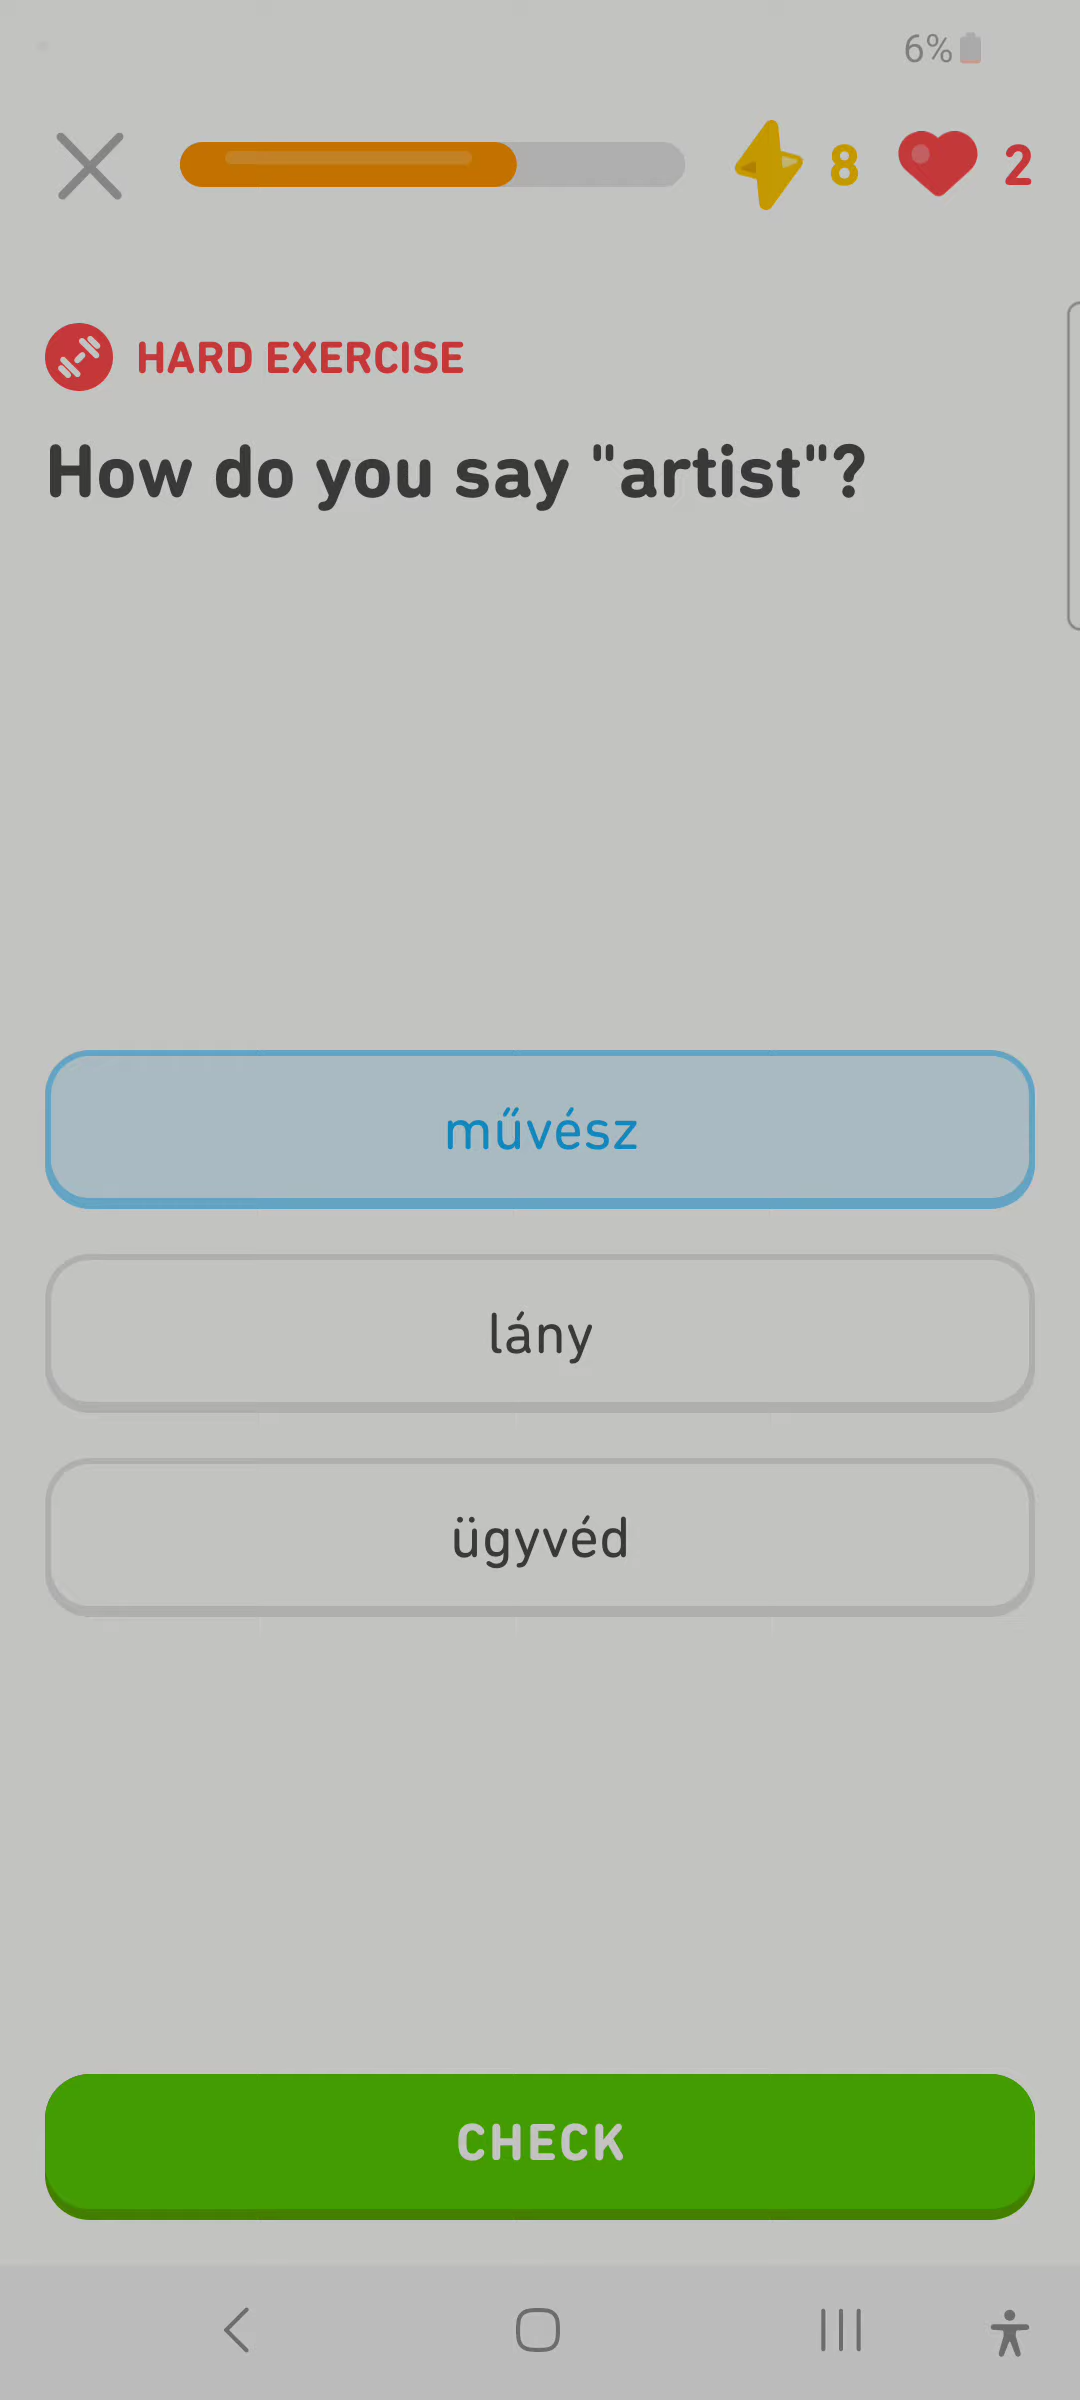 6%
8 2
HARD EXERCISE
How do you say "artist"?
művész
lány
ügyvéd
CHECK